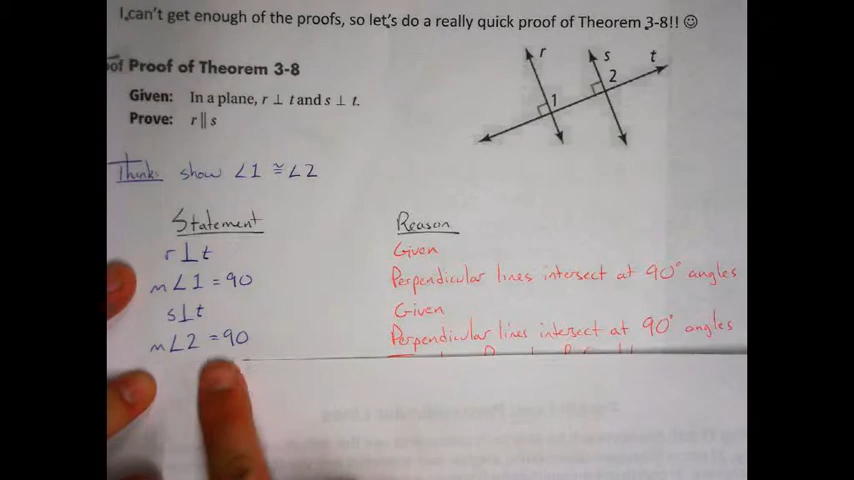 I can't get enough of the proofs, so let's do a really quick proof of Theorem 3-8!! ☺
of Proof of Theorem 3-8
Given: In a plane, r ⊥ t and s ⊥ t.
Prove: r ∥ s
r s t
1 2
Think: show ∠1 ≅ ∠2
Statement Reason
r ⊥ t Given
m∠1 = 90 Perpendicular lines intersect at 90° angles
s ⊥ t Given
m∠2 = 90 Perpendicular lines intersect at 90° angles